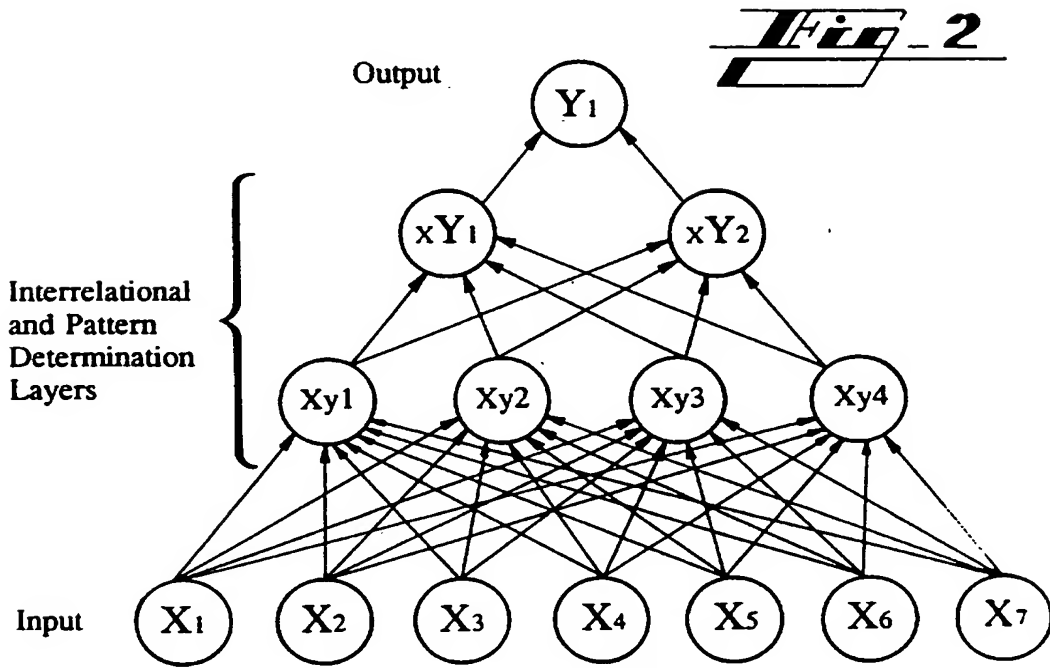 Fig_2
Output
Y1
xY1 xY2
Interrelational
and Pattern
Determination
Layers
Xy1 Xy2 Xy3 Xy4
Input X1 X2 X3 X4 X5 X6 X7